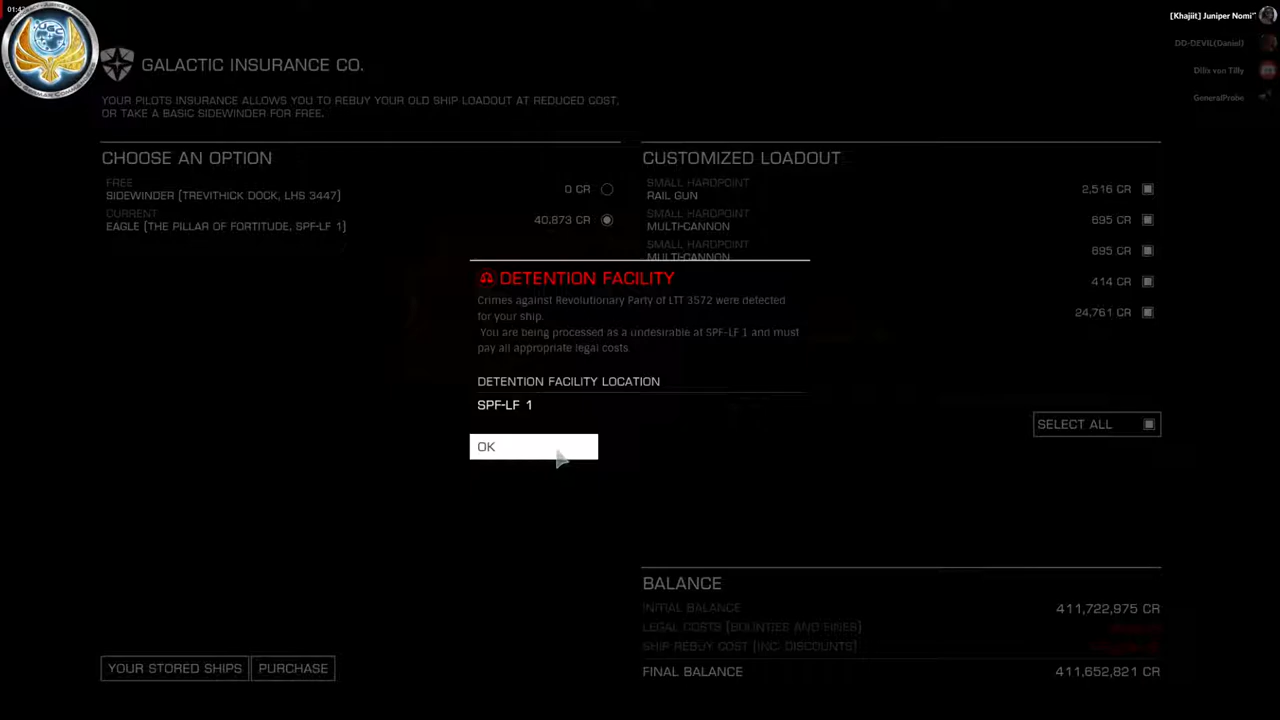 01:42
[Khajiit] Juniper Nomi"
DD-DEVIL(Daniel)
Dilix von Tilly
GeneralProbe
GALACTIC INSURANCE CO.
YOUR PILOTS INSURANCE ALLOWS YOU TO REBUY YOUR OLD SHIP LOADOUT AT REDUCED COST,
OR TAKE A BASIC SIDEWINDER FOR FREE.
CHOOSE AN OPTION
FREE
SIDEWINDER (TREVITHICK DOCK, LHS 3447) 0 CR
CURRENT
EAGLE (THE PILLAR OF FORTITUDE, SPF-LF 1) 40,873 CR
CUSTOMIZED LOADOUT
SMALL HARDPOINT
RAIL GUN 2,516 CR
SMALL HARDPOINT
MULTI-CANNON 695 CR
SMALL HARDPOINT
MULTI-CANNON 695 CR
414 CR
24,761 CR
DETENTION FACILITY
Crimes against Revolutionary Party of LTT 3572 were detected
for your ship.
You are being processed as a undesirable at SPF-LF 1 and must
pay all appropriate legal costs.
DETENTION FACILITY LOCATION
SPF-LF 1
OK
SELECT ALL
BALANCE
INITIAL BALANCE 411,722,975 CR
LEGAL COSTS (BOUNTIES AND FINES)
SHIP REBUY COST (INC. DISCOUNTS)
FINAL BALANCE 411,652,821 CR
YOUR STORED SHIPS
PURCHASE